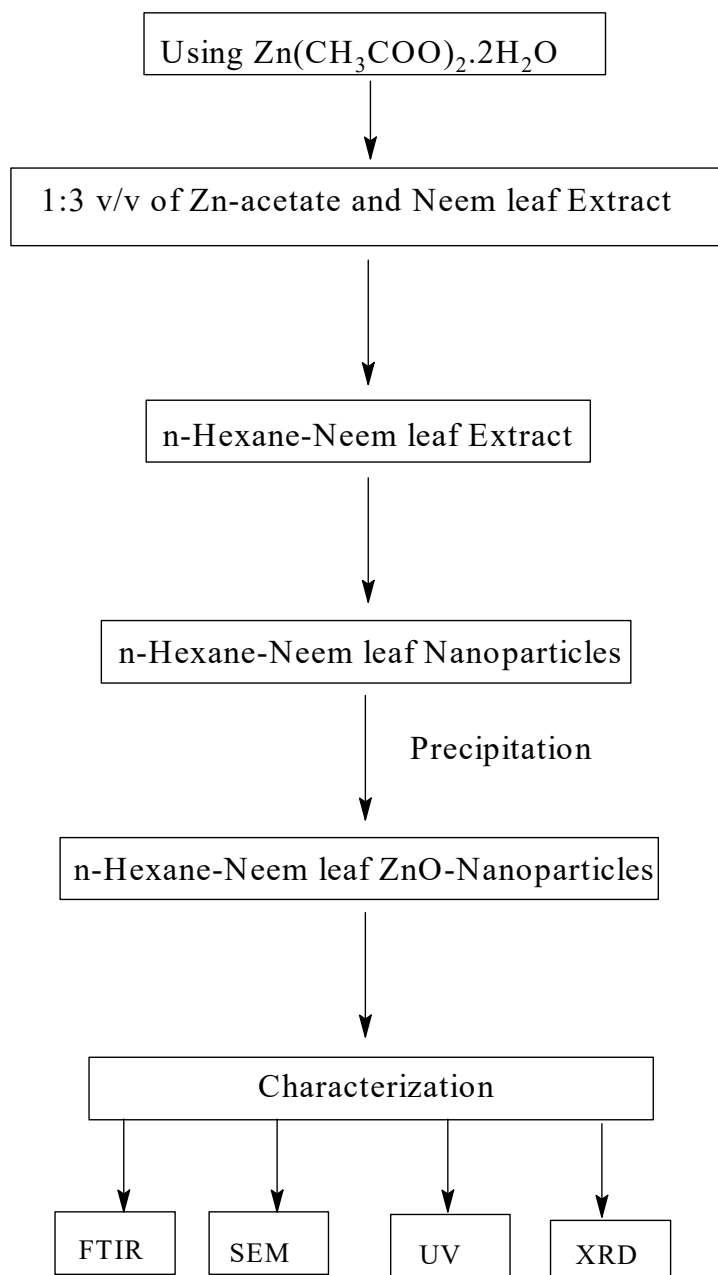 Using Zn(CH₃COO)₂.2H₂O
1:3 v/v of Zn-acetate and Neem leaf Extract
n-Hexane-Neem leaf Extract
n-Hexane-Neem leaf Nanoparticles
Precipitation
n-Hexane-Neem leaf ZnO-Nanoparticles
Characterization
FTIR SEM UV XRD